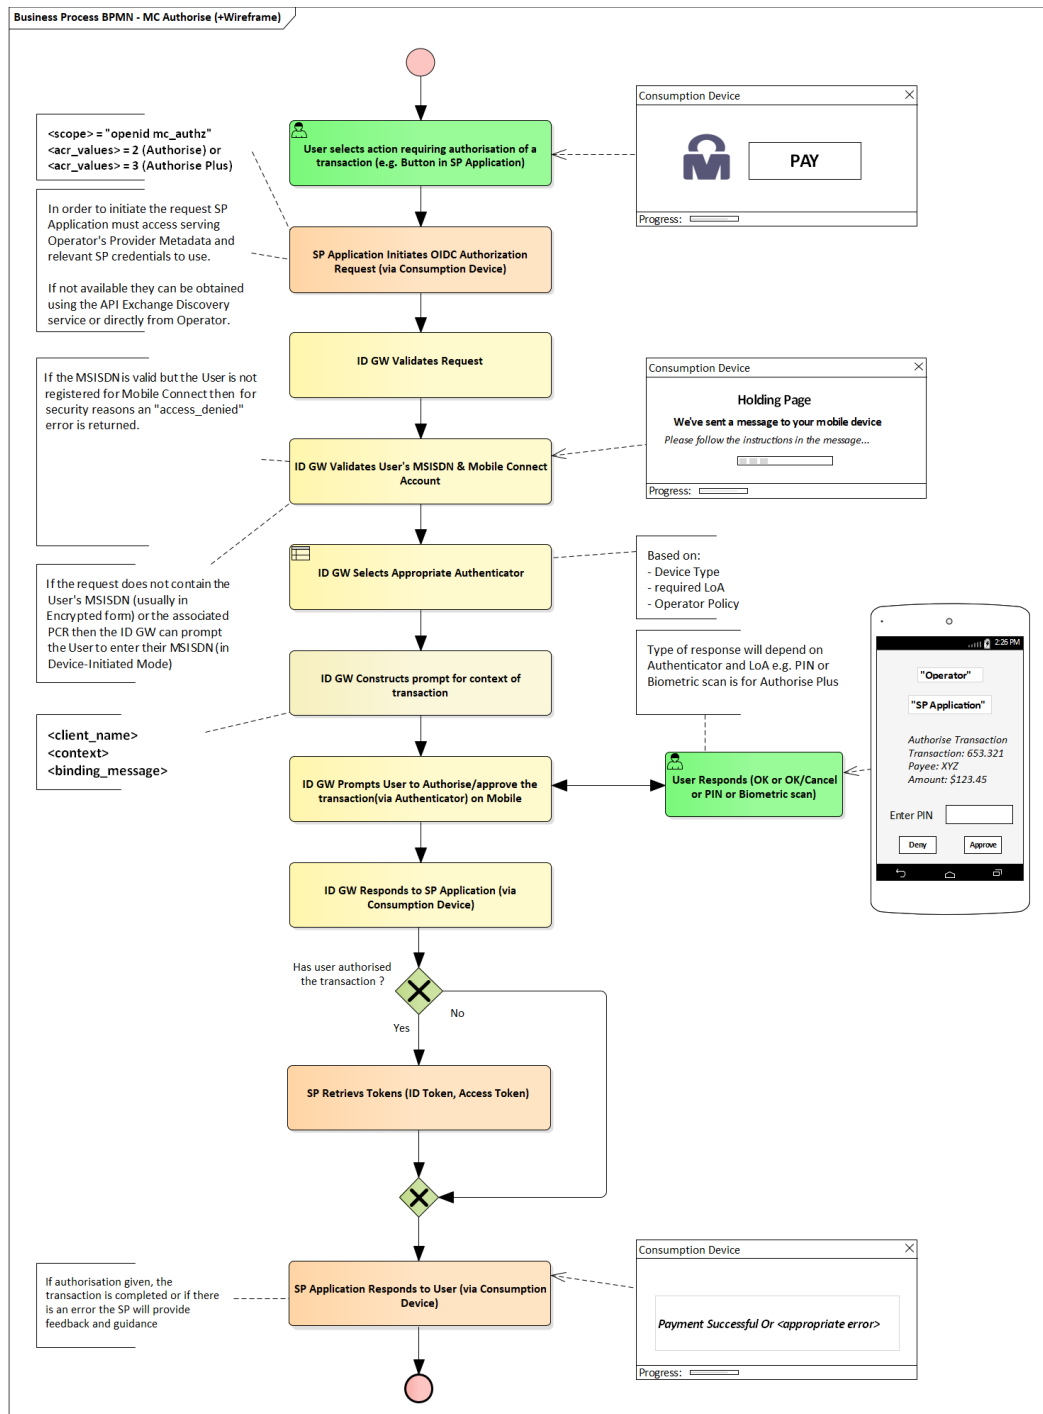 Business Process BPMN - MC Authorise (+Wireframe)
<scope> = "openid mc_authz"
<acr_values> = 2 (Authorise) or
<acr_values> = 3 (Authorise Plus)
User selects action requiring authorisation of a
transaction (e.g. Button in SP Application)
Consumption Device
M
PAY
Progress:
In order to initiate the request SP
Application must access serving
Operator's Provider Metadata and
relevant SP credentials to use.
If not available they can be obtained
using the API Exchange Discovery
service or directly from Operator.
SP Application Initiates OIDC Authorization
Request (via Consumption Device)
ID GW Validates Request
If the MSISDN is valid but the User is not
registered for Mobile Connect then for
security reasons an "access_denied"
error is returned.
Consumption Device
Holding Page
We've sent a message to your mobile device
Please follow the instructions in the message...
Progress:
ID GW Validates User's MSISDN & Mobile Connect
Account
ID GW Selects Appropriate Authenticator
Based on:
- Device Type
- required LoA
- Operator Policy
If the request does not contain the
User's MSISDN (usually in
Encrypted form) or the associated
PCR then the ID GW can prompt
the User to enter their MSISDN (in
Device-Initiated Mode)
Type of response will depend on
Authenticator and LoA e.g. PIN or
Biometric scan is for Authorise Plus
ID GW Constructs prompt for context of
transaction
<client_name>
<context>
<binding_message>
ID GW Prompts User to Authorise/approve the
transaction(via Authenticator) on Mobile
User Responds (OK or OK/Cancel
or PIN or Biometric scan)
2:26 PM
"Operator"
"SP Application"
Authorise Transaction
Transaction: 653.321
Payee: XYZ
Amount: $123.45
Enter PIN
Deny
Approve
ID GW Responds to SP Application (via
Consumption Device)
Has user authorised
the transaction ?
No
Yes
SP Retrievs Tokens (ID Token, Access Token)
If authorisation given, the
transaction is completed or if there
is an error the SP will provide
feedback and guidance
SP Application Responds to User (via Consumption
Device)
Consumption Device
Payment Successful Or <appropriate error>
Progress: